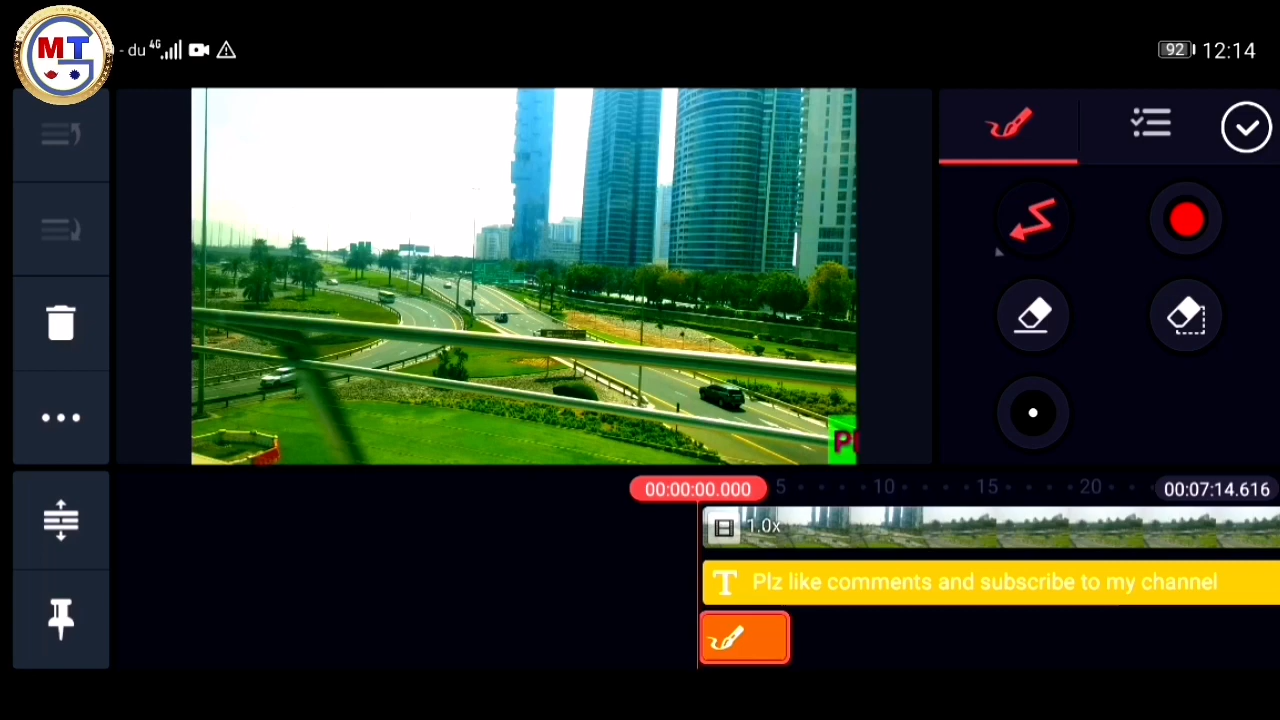 MT
G
- du 4G
92 12:14
P
00:00:00.000 5 10 15 20 00:07:14.616
1.0x
T Plz like comments and subscribe to my channel